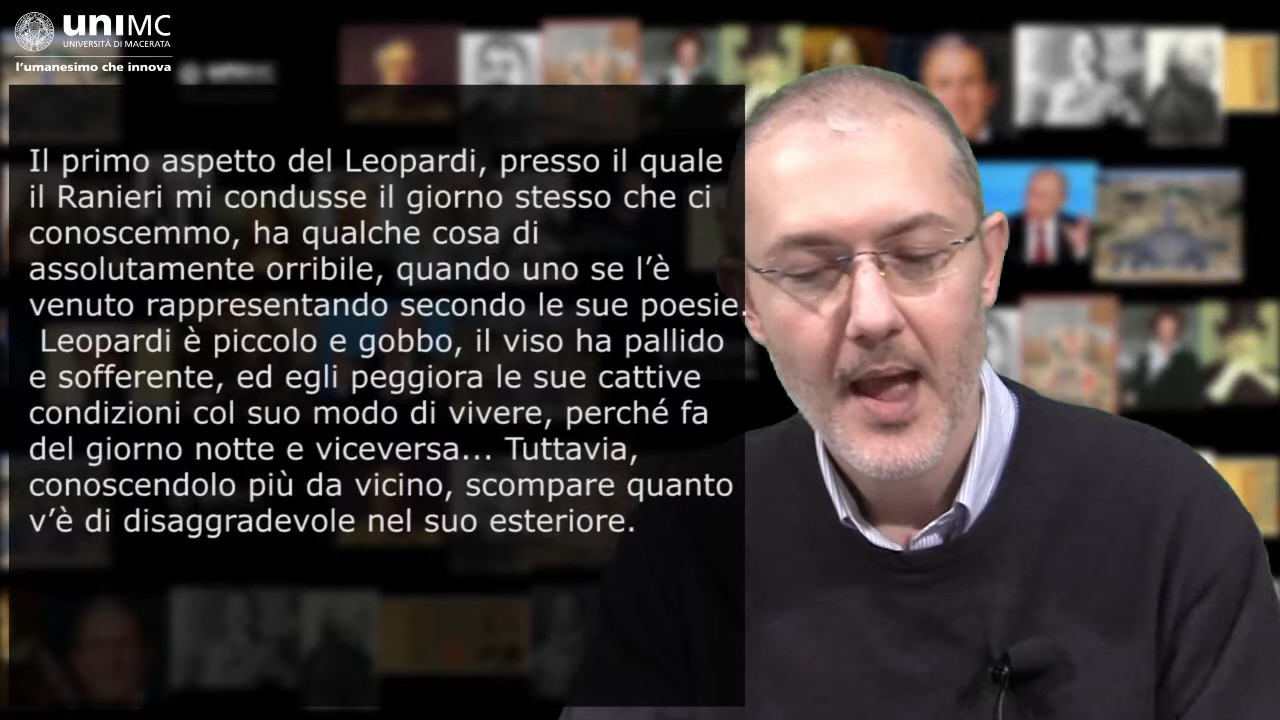 unIMC
UNIVERSITÀ DI MACERATA
l'umanesimo che innova
Il primo aspetto del Leopardi, presso il quale
il Ranieri mi condusse il giorno stesso che ci
conoscemmo, ha qualche cosa di
assolutamente orribile, quando uno se l'è
venuto rappresentando secondo le sue poesie.
Leopardi è piccolo e gobbo, il viso ha pallido
e sofferente, ed egli peggiora le sue cattive
condizioni col suo modo di vivere, perché fa
del giorno notte e viceversa... Tuttavia,
conoscendolo più da vicino, scompare quanto
v'è di disaggradevole nel suo esteriore.